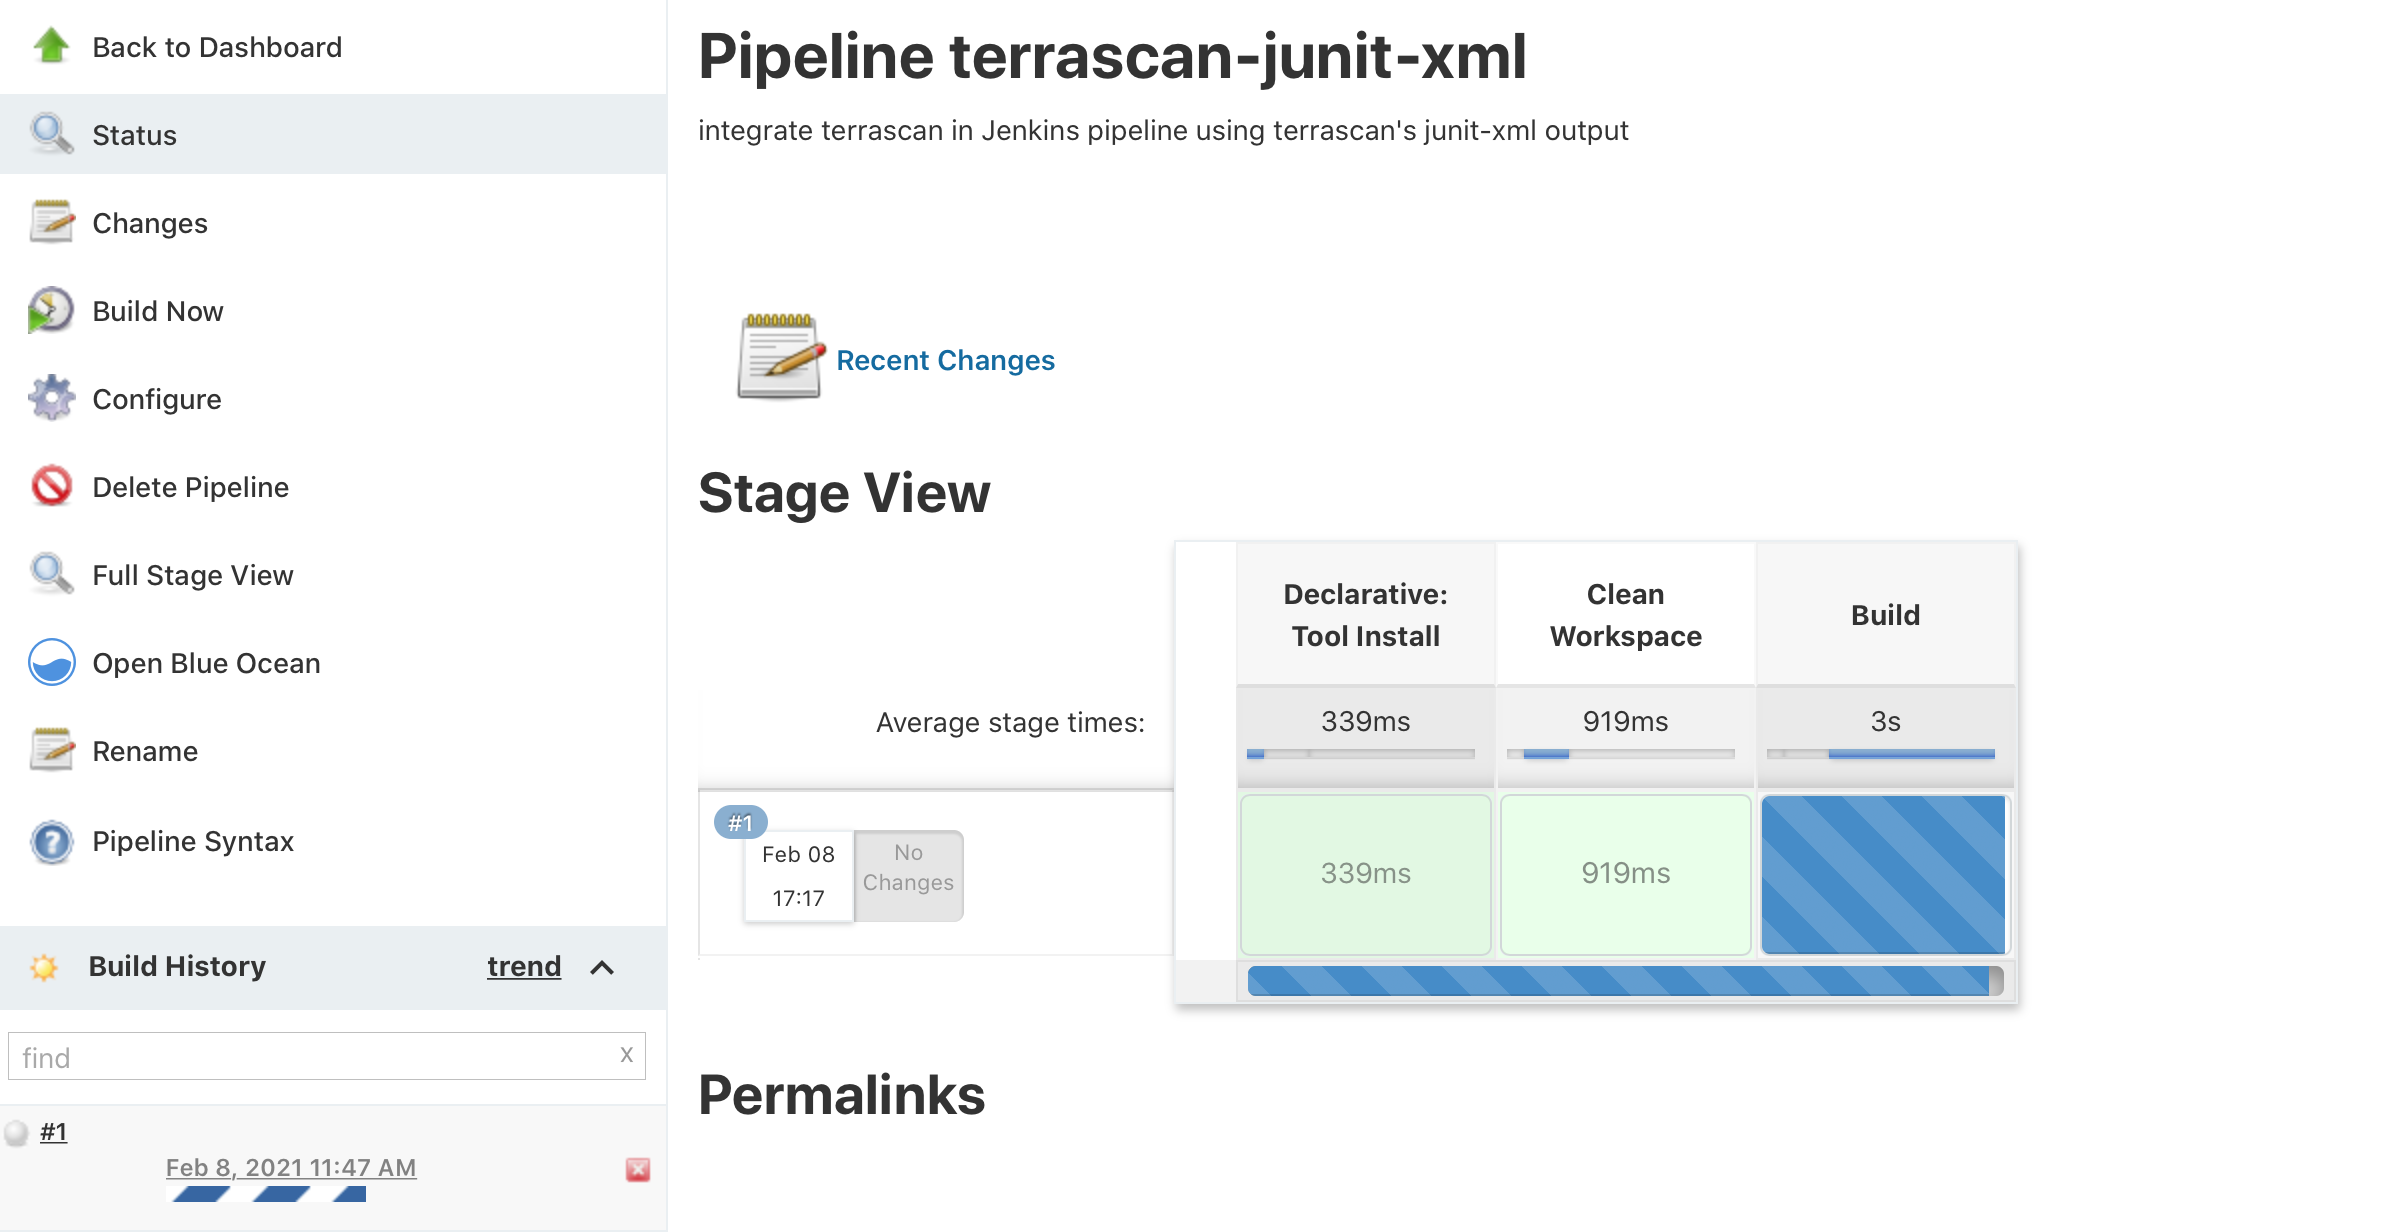 Back to Dashboard
Status
Changes
Build Now
Configure
Delete Pipeline
Full Stage View
Open Blue Ocean
Rename
Pipeline Syntax
Build History
trend
find
x
#1
Feb 8, 2021 11:47 AM
Pipeline terrascan-junit-xml
integrate terrascan in Jenkins pipeline using terrascan's junit-xml output
Recent Changes
Stage View
Declarative:
Tool Install
Clean
Workspace
Build
Average stage times:
339ms
919ms
3s
#1
Feb 08
17:17
No
Changes
339ms
919ms
Permalinks